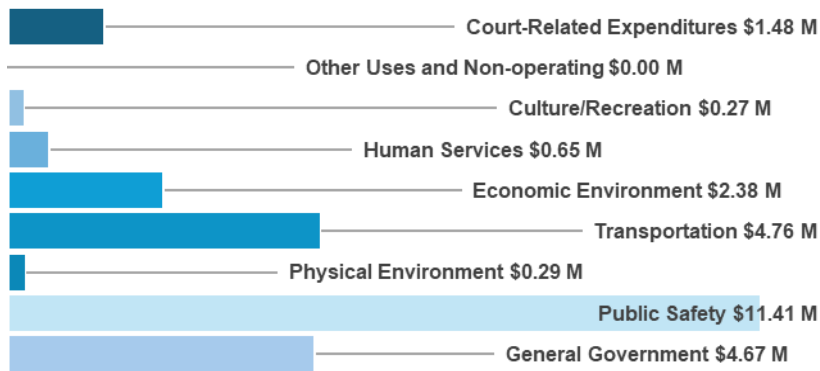 Court-Related Expenditures $1.48 M
Other Uses and Non-operating $0.00 M
Culture/Recreation $0.27 M
Human Services $0.65 M
Economic Environment $2.38 M
Transportation $4.76 M
Physical Environment $0.29 M
Public Safety $11.41 M
General Government $4.67 M